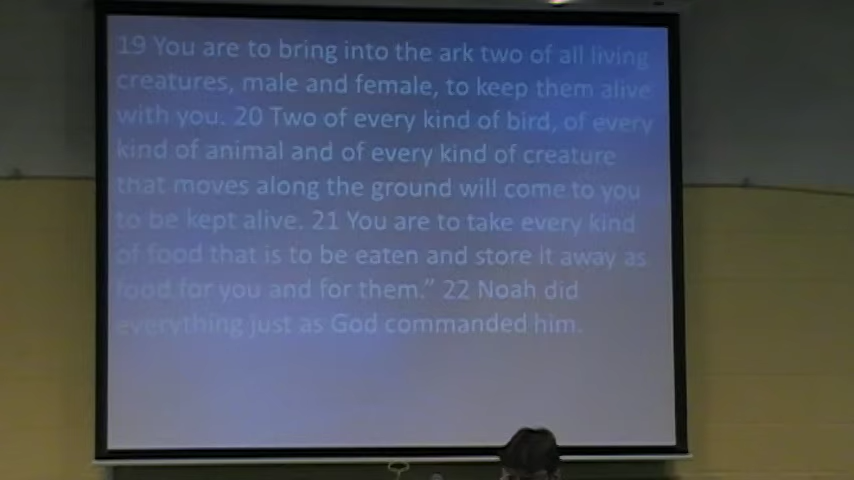 19 You are to bring into the ark two of all living
creatures, male and female, to keep them alive
with you. 20 Two of every kind of bird, of every
kind of animal and of every kind of creature
that moves along the ground will come to you
to be kept alive. 21 You are to take every kind
of food that is to be eaten and store it away as
food for you and for them.” 22 Noah did
everything just as God commanded him.